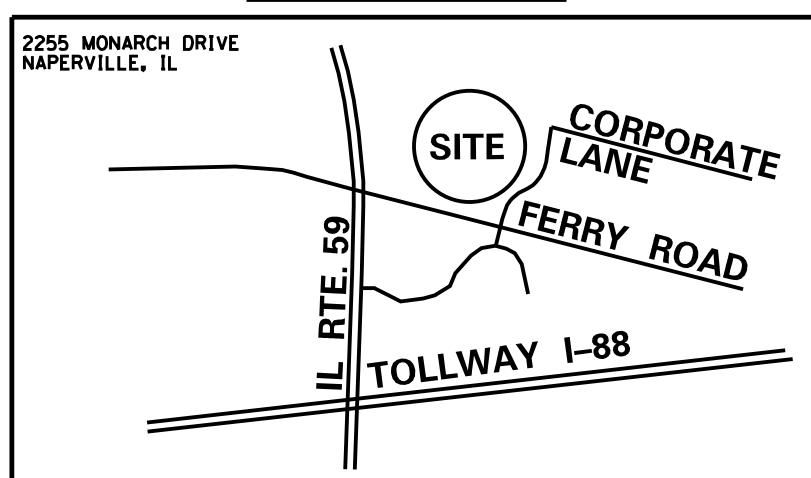 2255 MONARCH DRIVE
NAPERVILLE, IL
SITE
CORPORATE
LANE
FERRY ROAD
IL RTE. 59
TOLLWAY I-88